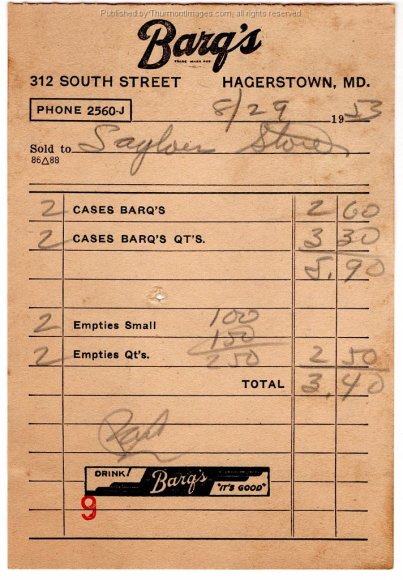 Published by Thurmontimages.com, all rights reserved
Barq's
TRADE MARK REG
312 SOUTH STREET HAGERSTOWN, MD.
PHONE 2560-J 8/29 1953
Sold to Saylor Store
86△88
2 CASES BARQ'S 2 60
2 CASES BARQ'S QT'S. 3 30
5.90
2 Empties Small 100
150
2 Empties Qt's. 250 2 50
TOTAL 3.40
DRINK! Barq's "IT'S GOOD"
9